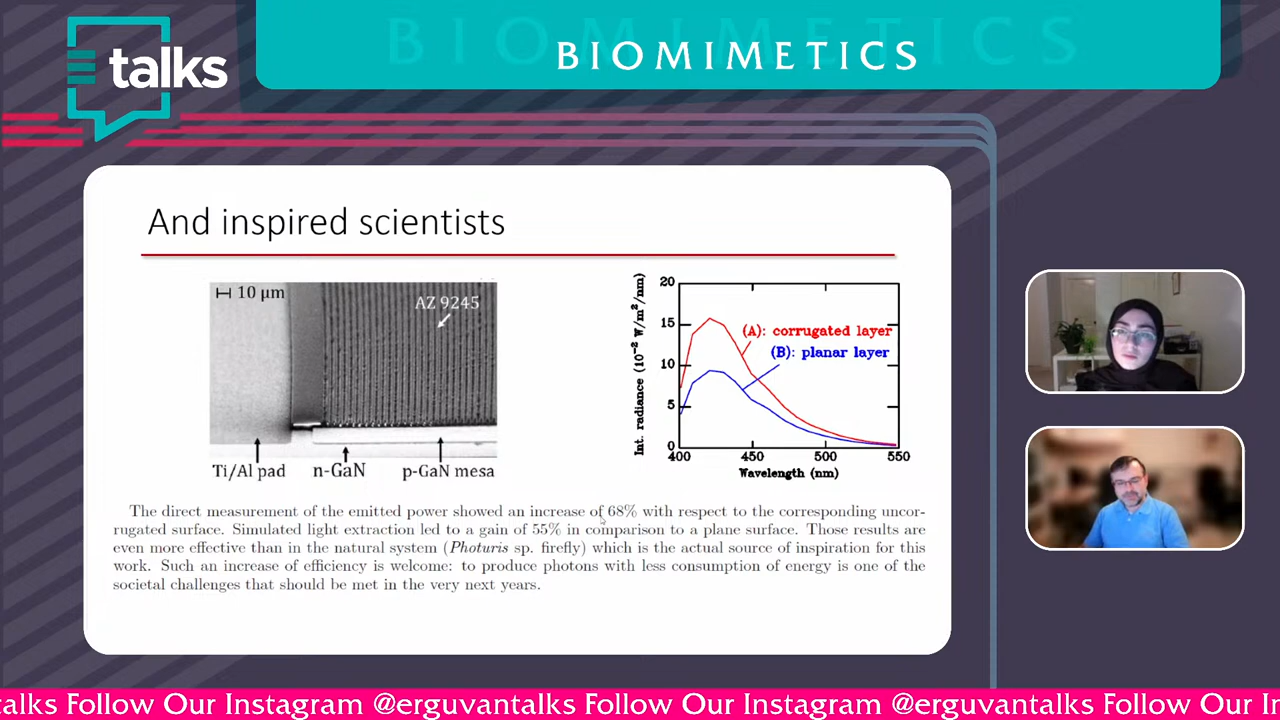 talks
BIOMIMETICS
And inspired scientists
10 μm
AZ 9245
Ti/Al pad
n-GaN
p-GaN mesa
Int. radiance (10⁻² W/m²/nm)
20
15
10
5
0
400
450
500
550
Wavelength (nm)
(A): corrugated layer
(B): planar layer
The direct measurement of the emitted power showed an increase of 68% with respect to the corresponding uncor-
rugated surface. Simulated light extraction led to a gain of 55% in comparison to a plane surface. Those results are
even more effective than in the natural system (Photuris sp. firefly) which is the actual source of inspiration for this
work. Such an increase of efficiency is welcome: to produce photons with less consumption of energy is one of the
societal challenges that should be met in the very next years.
talks Follow Our Instagram @erguvantalks Follow Our Instagram @erguvantalks Follow Our In